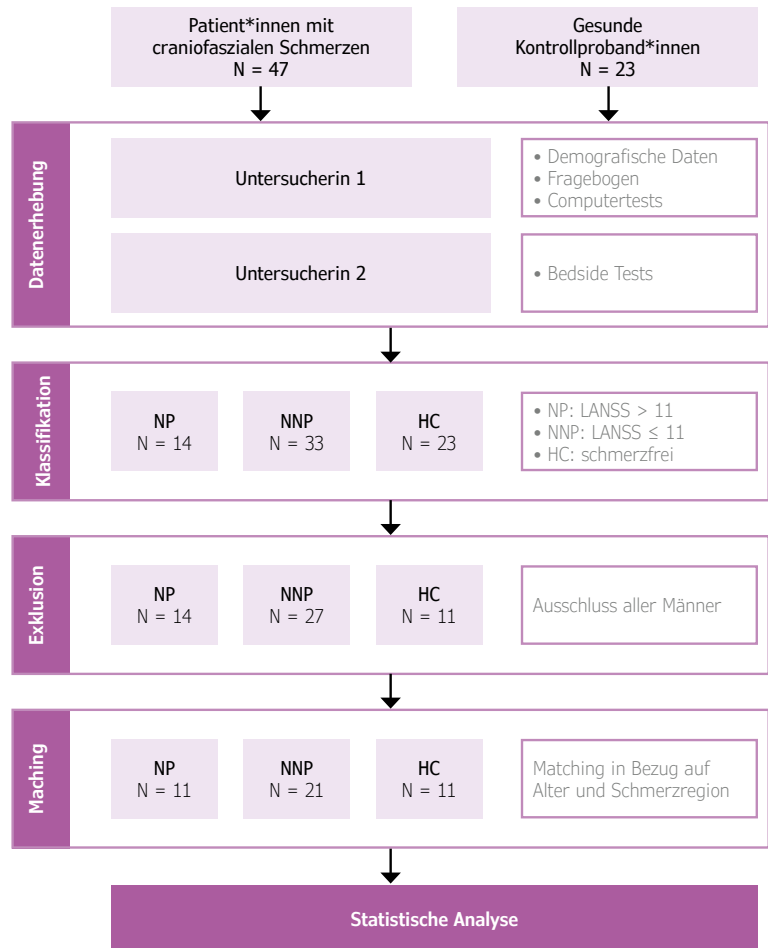 Patient*innen mit
craniofaszialen Schmerzen
N = 47
Gesunde
Kontrollproband*innen
N = 23
Datenerhebung
Untersucherin 1
• Demografische Daten
• Fragebogen
• Computertests
Untersucherin 2
• Bedside Tests
Klassifikation
NP
N = 14
NNP
N = 33
HC
N = 23
• NP: LANSS > 11
• NNP: LANSS ≤ 11
• HC: schmerzfrei
Exklusion
NP
N = 14
NNP
N = 27
HC
N = 11
Ausschluss aller Männer
Maching
NP
N = 11
NNP
N = 21
HC
N = 11
Matching in Bezug auf
Alter und Schmerzregion
Statistische Analyse